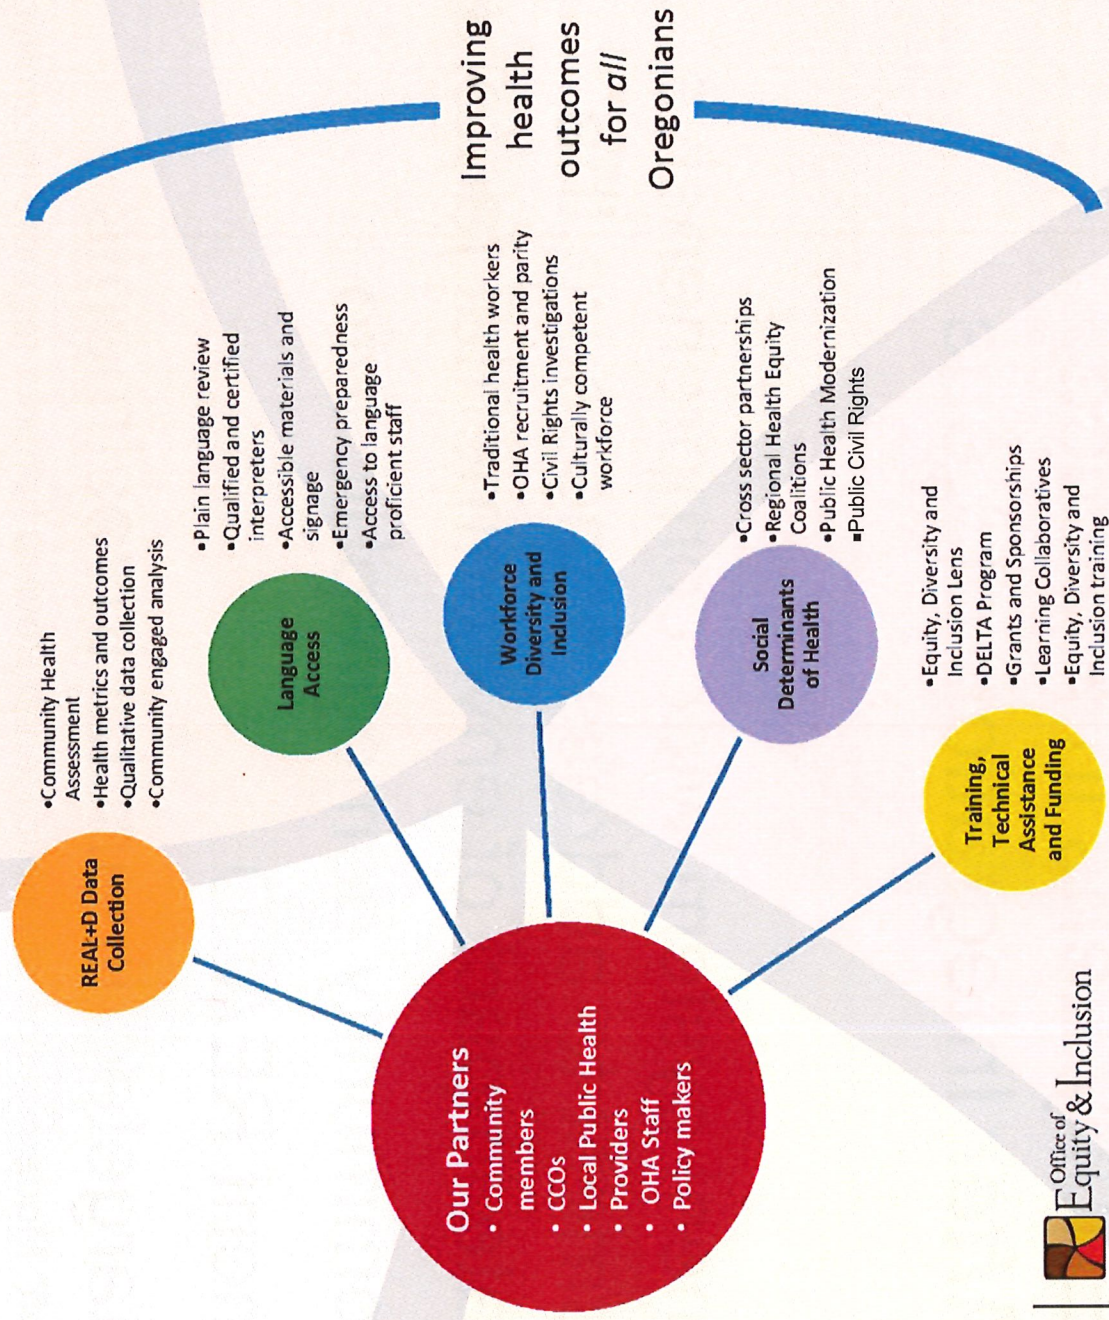 Our Partners
• Community
members
• CCOs
• Local Public Health
• Providers
• OHA Staff
• Policy makers
REAL+D Data
Collection
•Community Health
Assessment
•Health metrics and outcomes
•Qualitative data collection
•Community engaged analysis
Language
Access
•Plain language review
•Qualified and certified
interpreters
•Accessible materials and
signage
•Emergency preparedness
•Access to language
proficient staff
Workforce
Diversity and
Inclusion
•Traditional health workers
•OHA recruitment and parity
•Civil Rights investigations
•Culturally competent
workforce
Social
Determinants
of Health
•Cross sector partnerships
•Regional Health Equity
Coalitions
•Public Health Modernization
•Public Civil Rights
Training,
Technical
Assistance
and Funding
•Equity, Diversity and
Inclusion Lens
•DELTA Program
•Grants and Sponsorships
•Learning Collaboratives
•Equity, Diversity and
Inclusion training
Improving
health
outcomes
for all
Oregonians
Office of
Equity & Inclusion